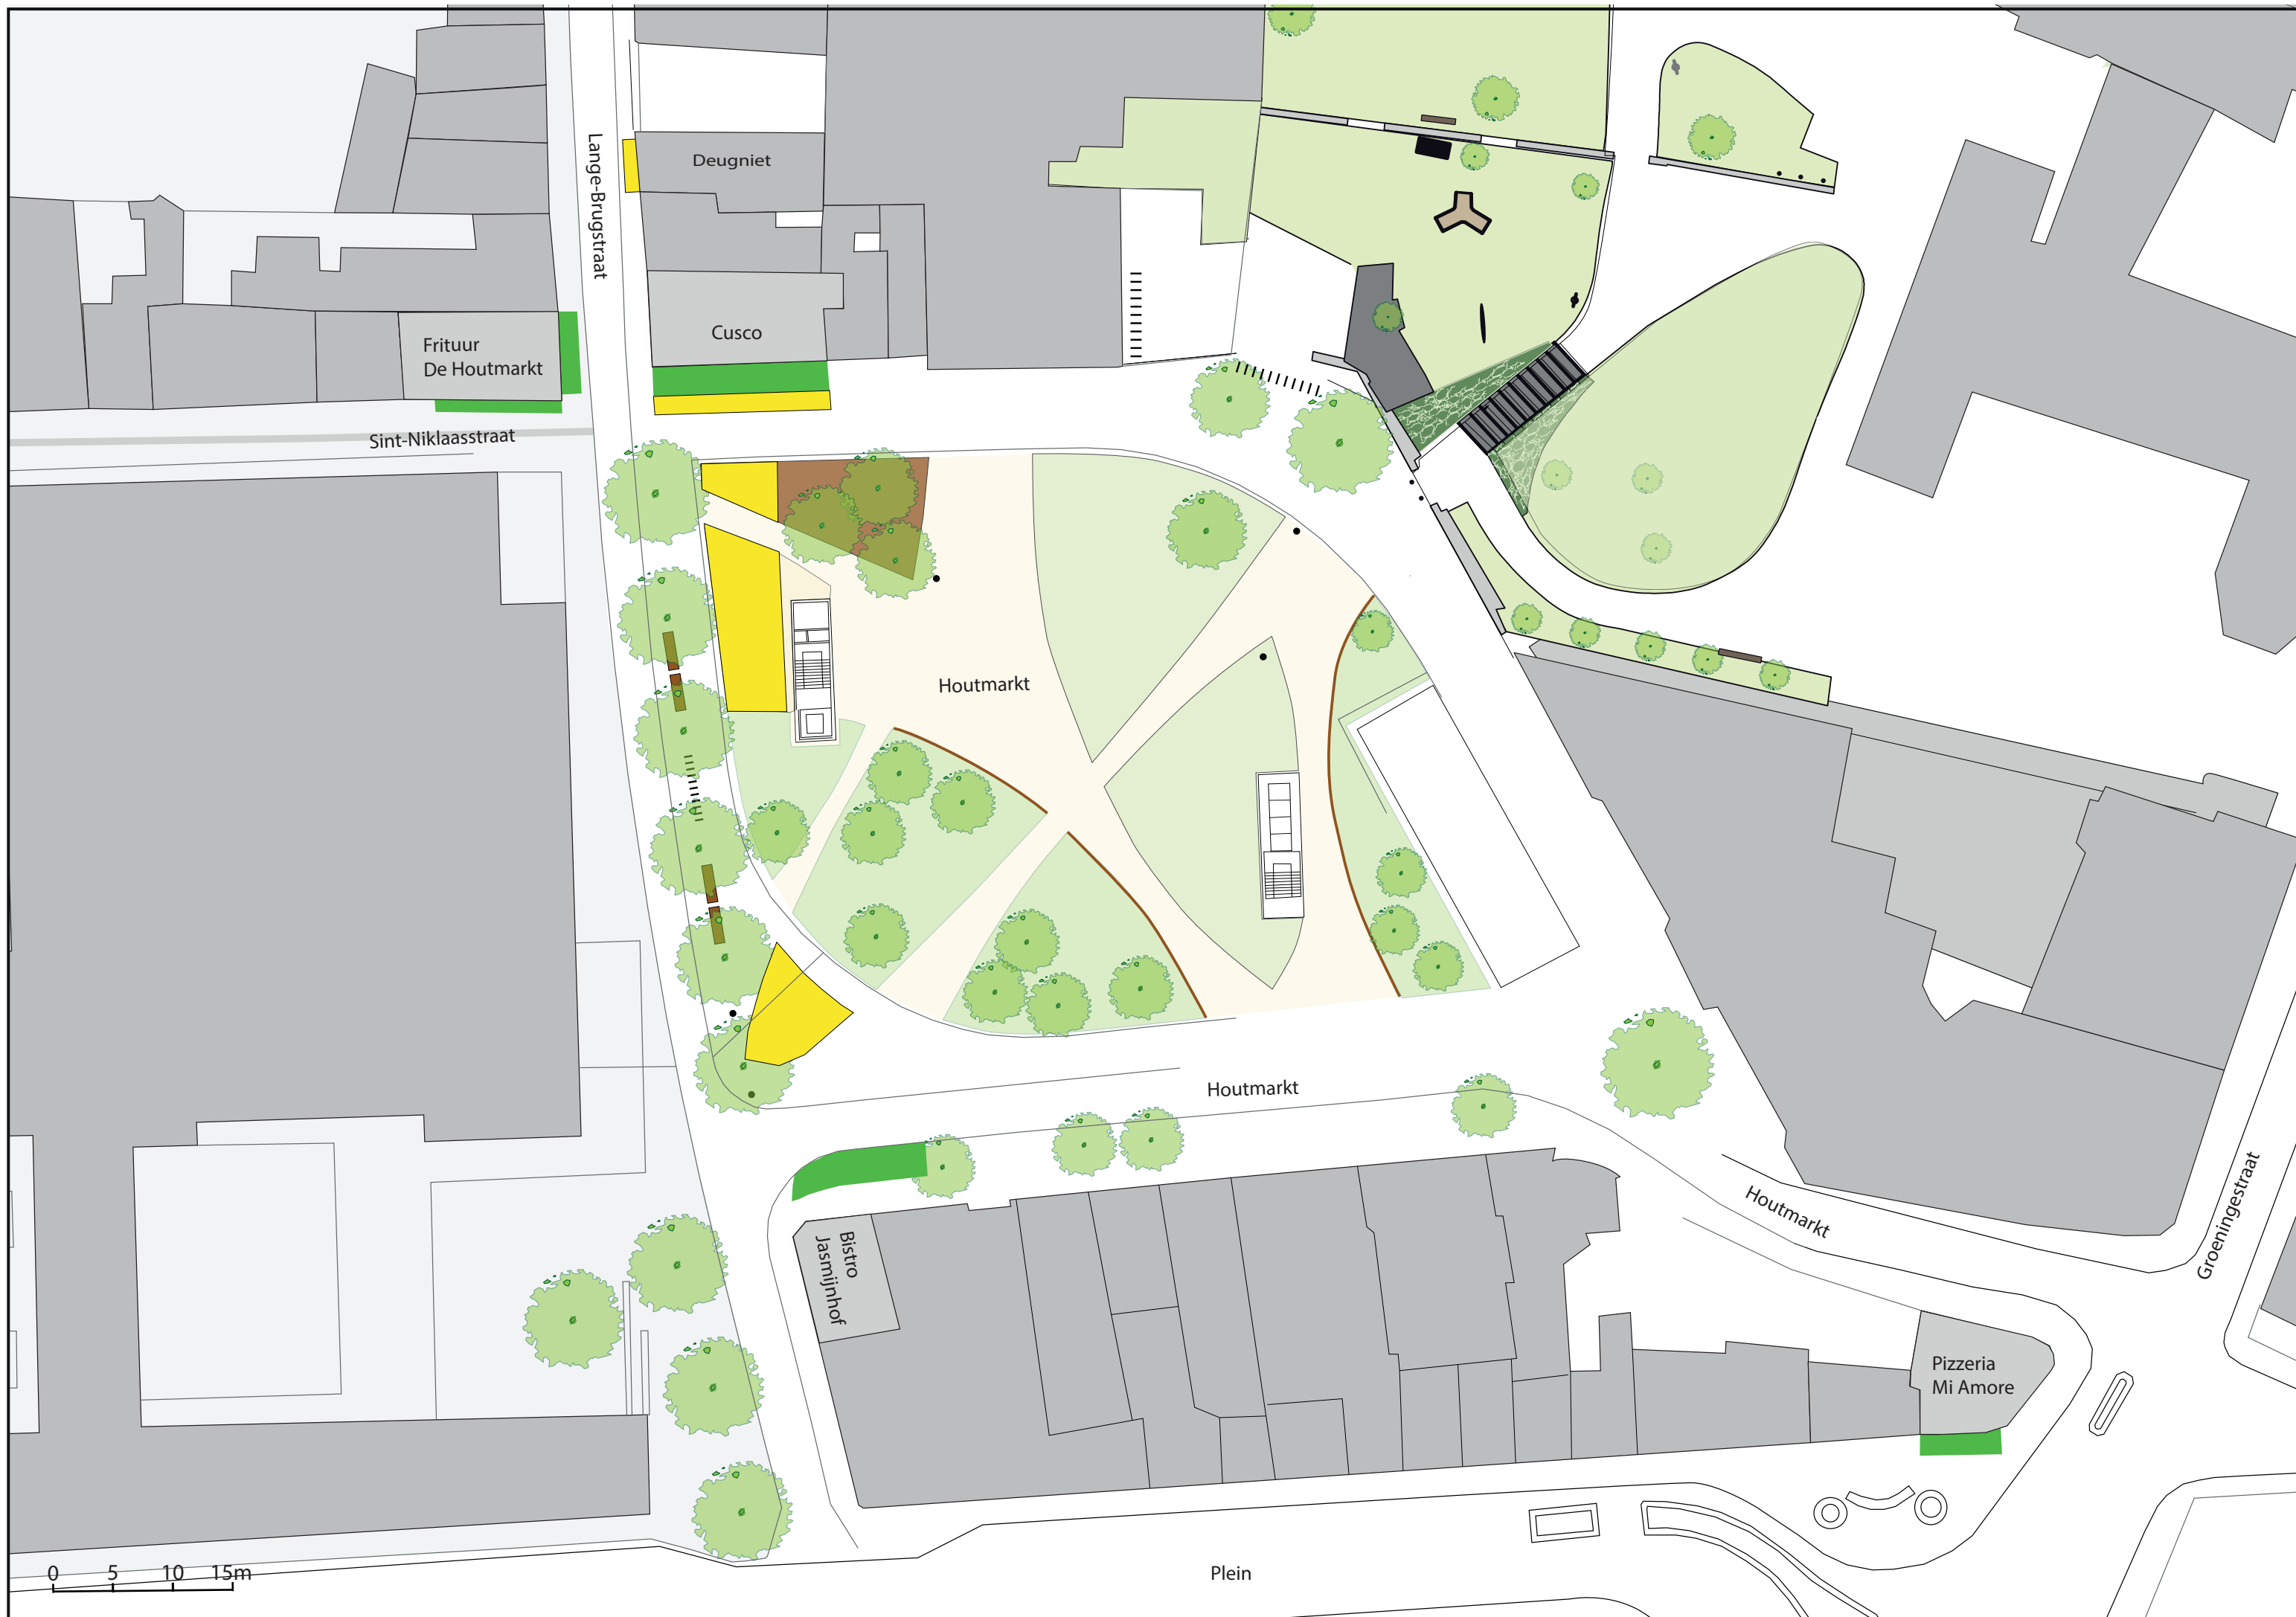 Lange-Brugstraat
Deugniet
Cusco
Frituur
De Houtmarkt
Sint-Niklaasstraat
Houtmarkt
Houtmarkt
Houtmarkt
Groeningestraat
Bistro
Jasmijnhof
Pizzeria
Mi Amore
0 5 10 15m
Plein